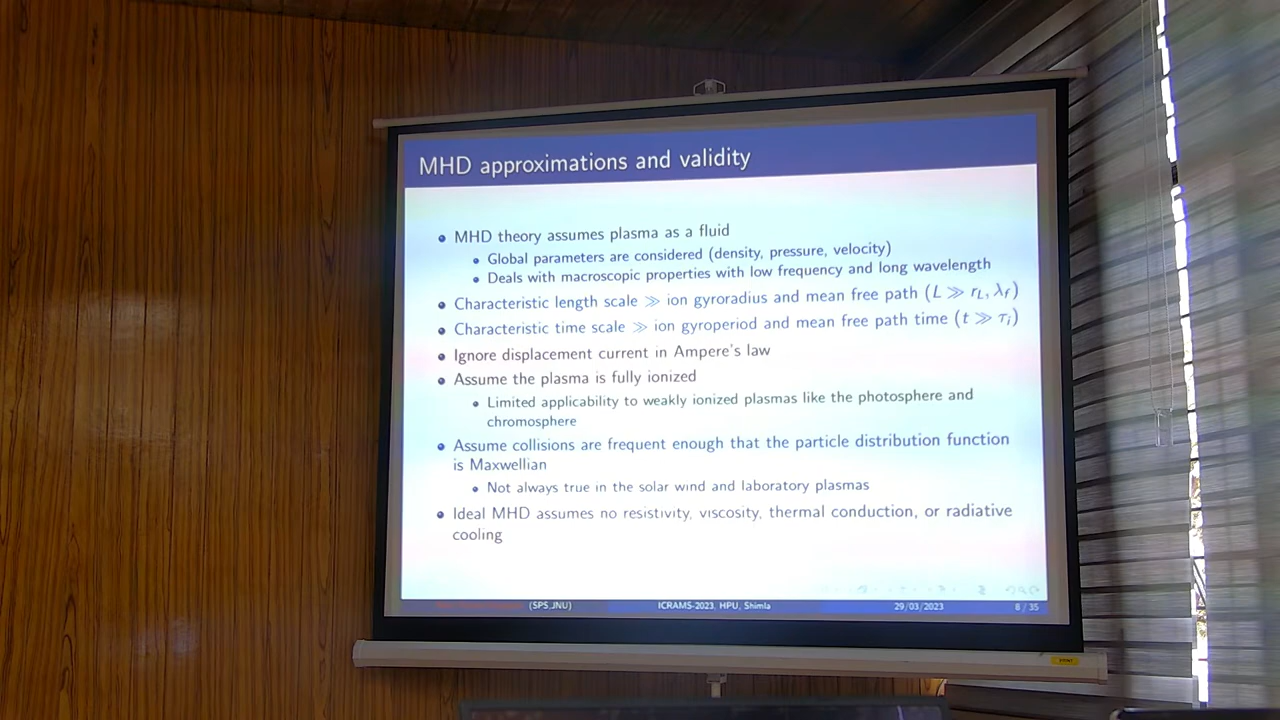 MHD approximations and validity
MHD theory assumes plasma as a fluid
Global parameters are considered (density, pressure, velocity)
Deals with macroscopic properties with low frequency and long wavelength
Characteristic length scale ≫ ion gyroradius and mean free path (L ≫ r_L, λ_f)
Characteristic time scale ≫ ion gyroperiod and mean free path time (t ≫ τ_i)
Ignore displacement current in Ampere's law
Assume the plasma is fully ionized
Limited applicability to weakly ionized plasmas like the photosphere and
chromosphere
Assume collisions are frequent enough that the particle distribution function
is Maxwellian
Not always true in the solar wind and laboratory plasmas
Ideal MHD assumes no resistivity, viscosity, thermal conduction, or radiative
cooling
(SPS,JNU) ICRAMS-2023, HPU, Shimla 29/03/2023 8 / 35